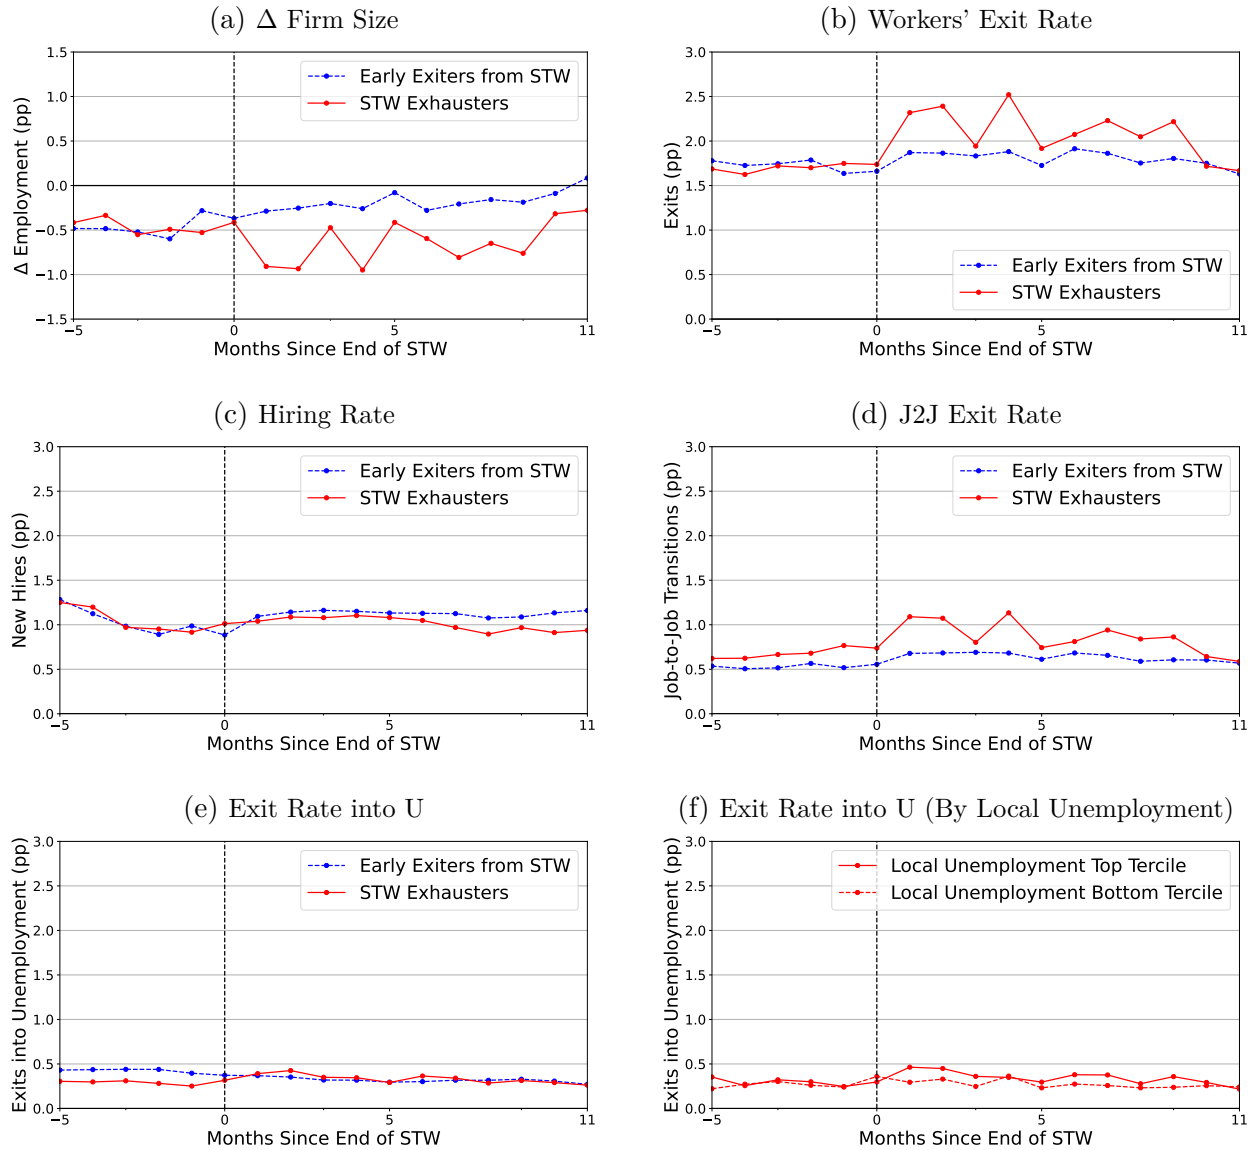 (a) Δ Firm Size
1.5
1.0
0.5
0.0
−0.5
−1.0
−1.5
Δ Employment (pp)
Early Exiters from STW
STW Exhausters
−5
0
5
11
Months Since End of STW
(b) Workers' Exit Rate
3.0
2.5
2.0
1.5
1.0
0.5
0.0
Exits (pp)
Early Exiters from STW
STW Exhausters
−5
0
5
11
Months Since End of STW
(c) Hiring Rate
3.0
2.5
2.0
1.5
1.0
0.5
0.0
New Hires (pp)
Early Exiters from STW
STW Exhausters
−5
0
5
11
Months Since End of STW
(d) J2J Exit Rate
3.0
2.5
2.0
1.5
1.0
0.5
0.0
Job-to-Job Transitions (pp)
Early Exiters from STW
STW Exhausters
−5
0
5
11
Months Since End of STW
(e) Exit Rate into U
3.0
2.5
2.0
1.5
1.0
0.5
0.0
Exits into Unemployment (pp)
Early Exiters from STW
STW Exhausters
−5
0
5
11
Months Since End of STW
(f) Exit Rate into U (By Local Unemployment)
3.0
2.5
2.0
1.5
1.0
0.5
0.0
Exits into Unemployment (pp)
Local Unemployment Top Tercile
Local Unemployment Bottom Tercile
−5
0
5
11
Months Since End of STW